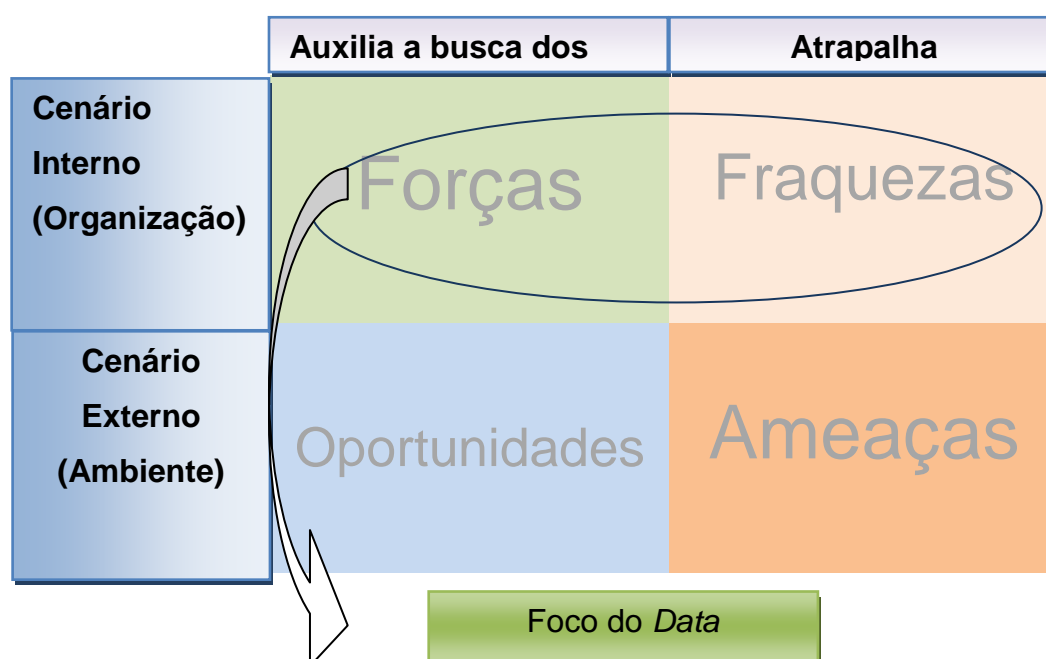 Auxilia a busca dos
Atrapalha
Cenário
Interno
(Organização)
Forças
Fraquezas
Cenário
Externo
(Ambiente)
Oportunidades
Ameaças
Foco do Data